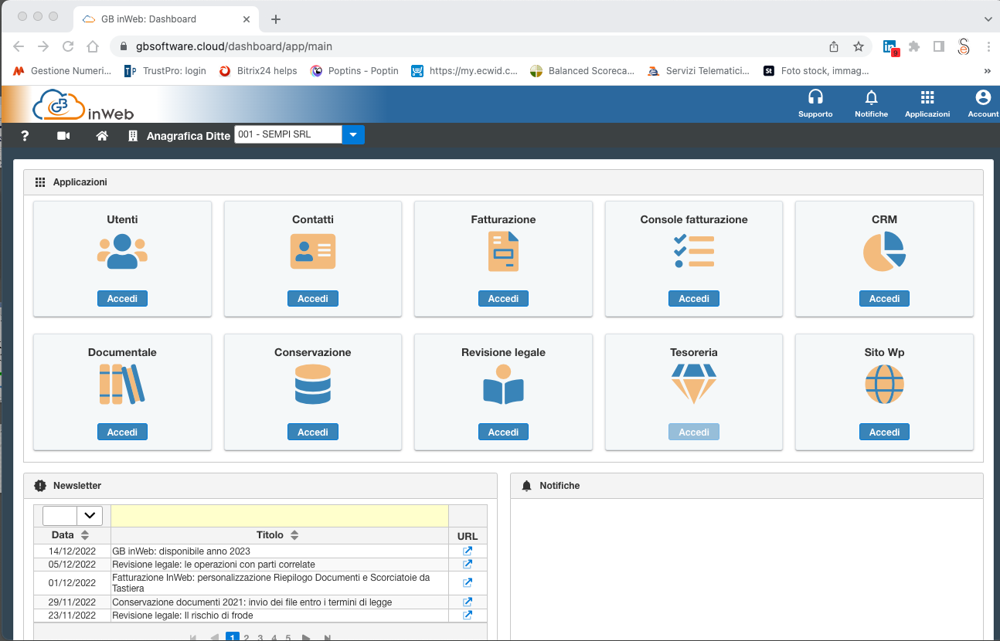 GB inWeb: Dashboard
gbsoftware.cloud/dashboard/app/main
9
Gestione Numeri...
TP
TrustPro: login
Bitrix24 helps
Poptins - Poptin
https://my.ecwid.c...
Balanced Scoreca...
Servizi Telematici...
St
Foto stock, immag...
»
GB
inWeb
Supporto
Notifiche
Applicazioni
Account
?
Anagrafica Ditte
001 - SEMPI SRL
Applicazioni
Utenti
Contatti
Fatturazione
Console fatturazione
CRM
Accedi
Accedi
Accedi
Accedi
Accedi
Documentale
Conservazione
Revisione legale
Tesoreria
Sito Wp
Accedi
Accedi
Accedi
Accedi
Accedi
Newsletter
Notifiche
Data
Titolo
URL
14/12/2022 GB inWeb: disponibile anno 2023
05/12/2022 Revisione legale: le operazioni con parti correlate
01/12/2022 Fatturazione InWeb: personalizzazione Riepilogo Documenti e Scorciatoie da
Tastiera
29/11/2022 Conservazione documenti 2021: invio dei file entro i termini di legge
23/11/2022 Revisione legale: Il rischio di frode
1 2 3 4 5